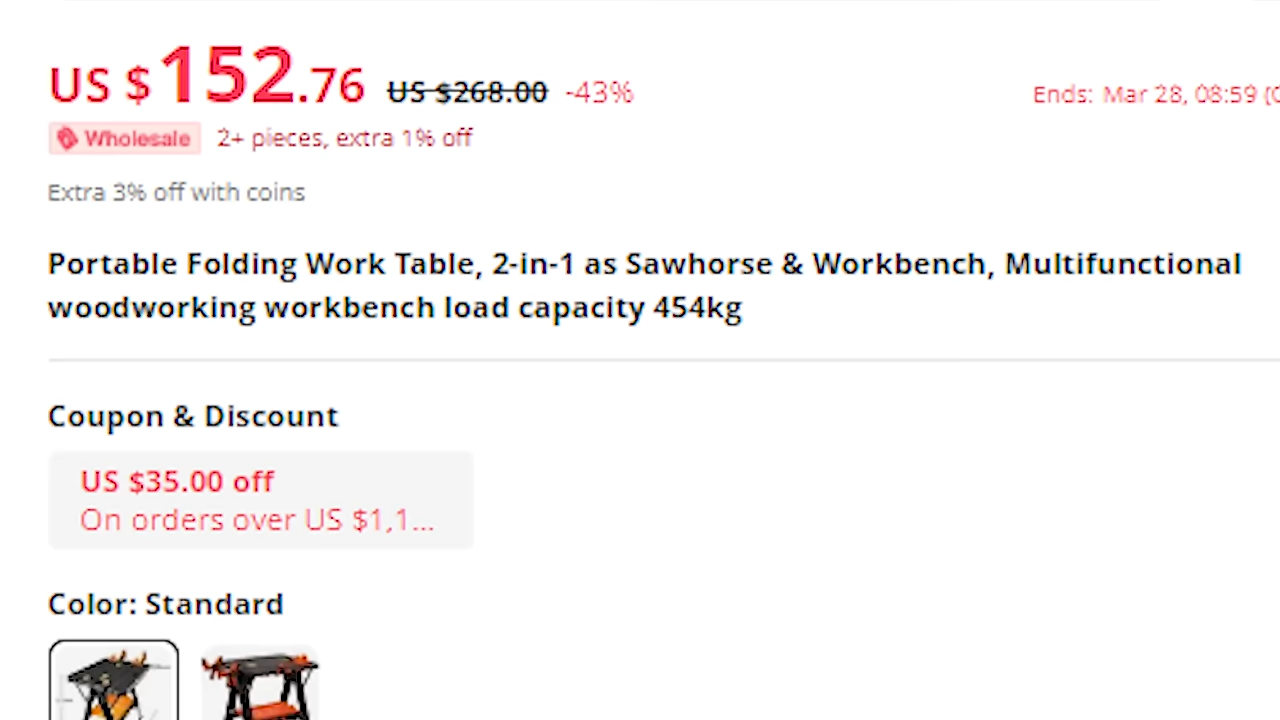 US $152.76 US $268.00 -43% Ends: Mar 28, 08:59
Wholesale 2+ pieces, extra 1% off
Extra 3% off with coins
Portable Folding Work Table, 2-in-1 as Sawhorse & Workbench, Multifunctional
woodworking workbench load capacity 454kg
Coupon & Discount
US $35.00 off
On orders over US $1,1...
Color: Standard